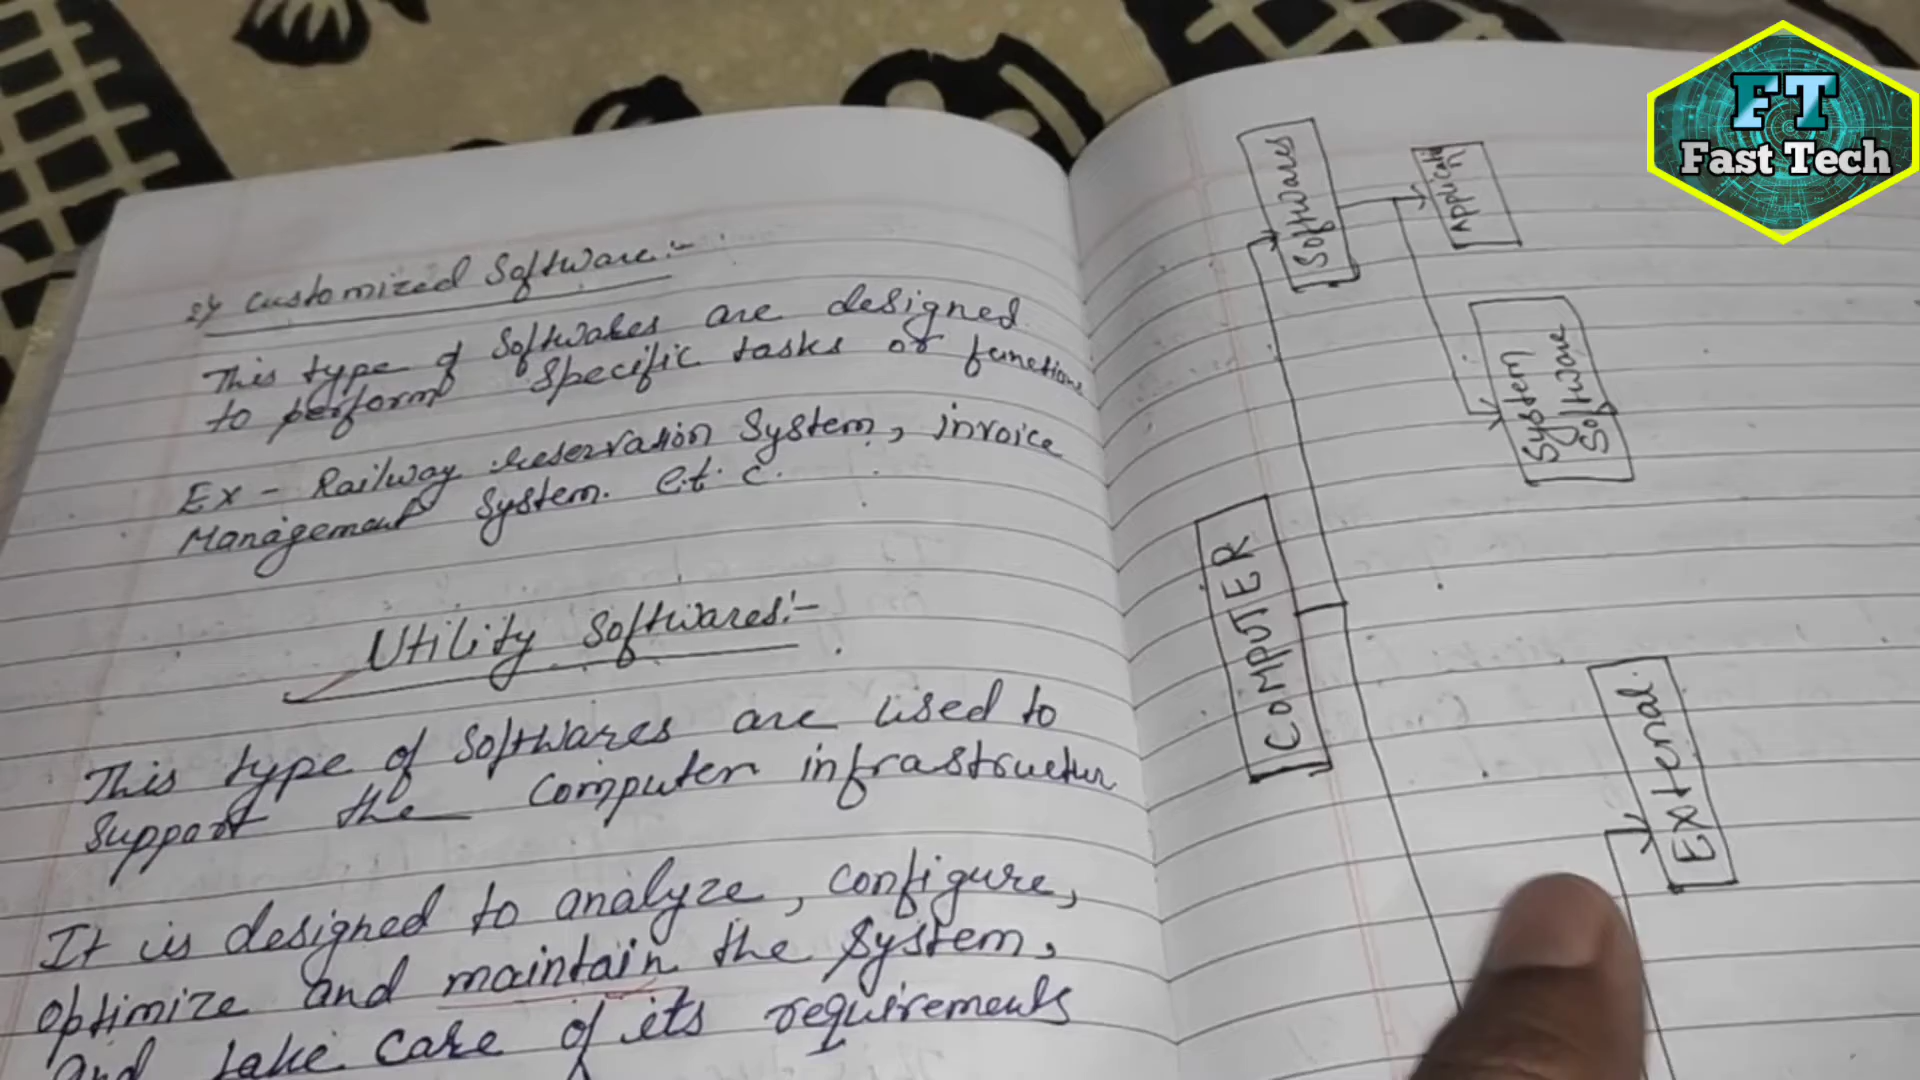 2y Customized Software:-
This type of Softwares are designed
to perform Specific tasks or functions
Ex - Railway reservation System, invoice
Management System. e.t.c.
Utility Softwares:-
This type of Softwares are used to
Support the Computer infrastructur
It is designed to analyze, configure,
optimize and maintain the System,
and take care of its requirements
Softwares
Application
System
Software
COMPUTER
External.
FT
Fast Tech